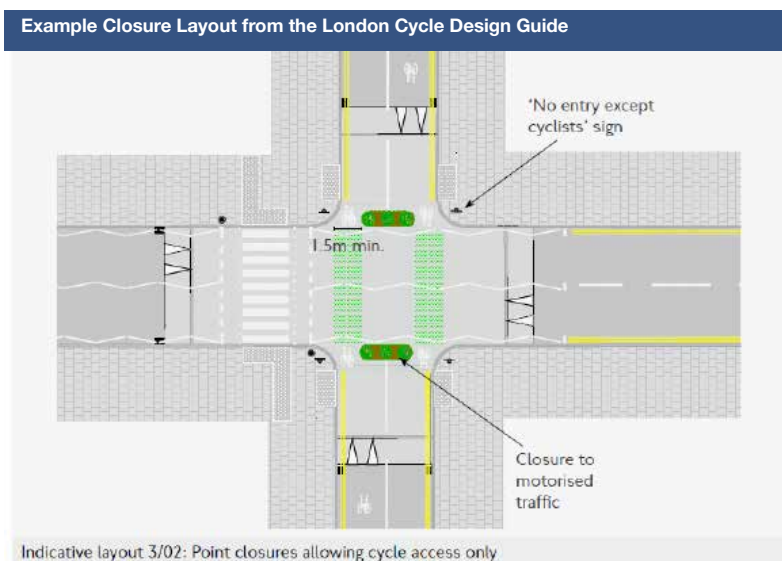 Example Closure Layout from the London Cycle Design Guide
'No entry except
cyclists' sign
1.5m min.
Closure to
motorised
traffic
Indicative layout 3/02: Point closures allowing cycle access only